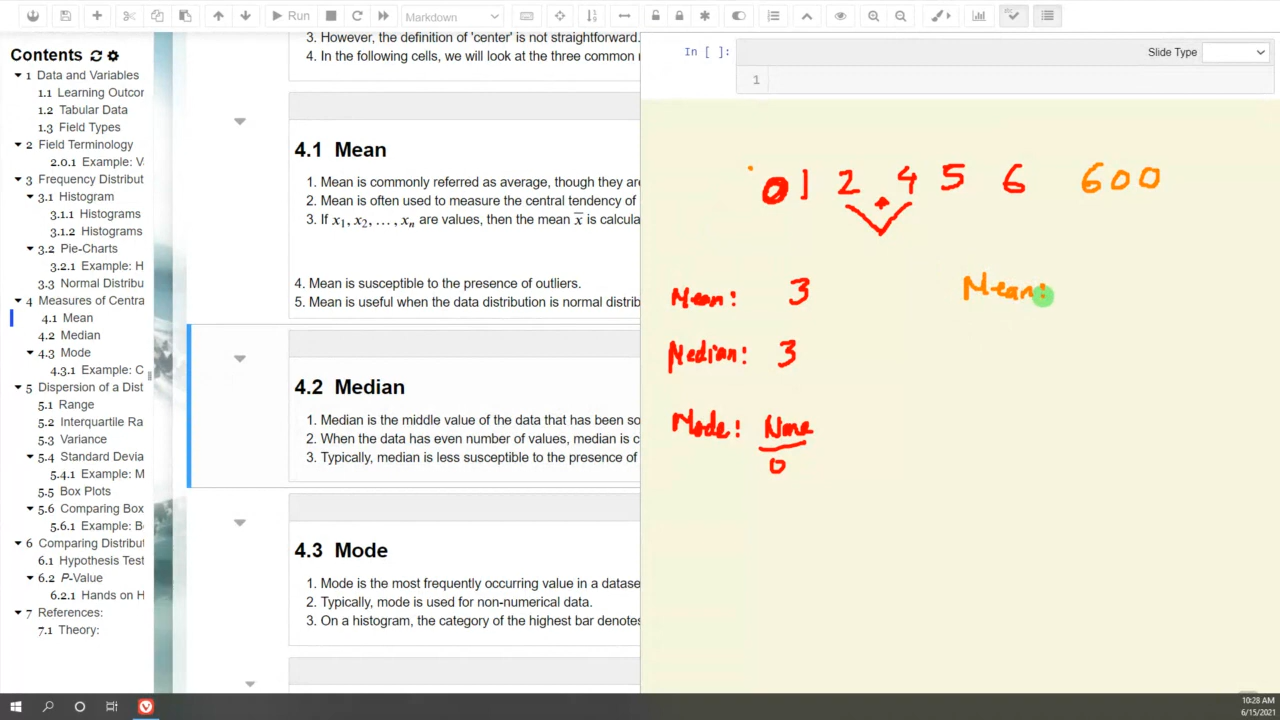 Run
Markdown
Contents
1 Data and Variables
1.1 Learning Outcor
1.2 Tabular Data
1.3 Field Types
2 Field Terminology
2.0.1 Example: V
3 Frequency Distribut
3.1 Histogram
3.1.1 Histograms
3.1.2 Histograms
3.2 Pie-Charts
3.2.1 Example: H
3.3 Normal Distribu
4 Measures of Centra
4.1 Mean
4.2 Median
4.3 Mode
4.3.1 Example: C
5 Dispersion of a Dist
5.1 Range
5.2 Interquartile Ra
5.3 Variance
5.4 Standard Devia
5.4.1 Example: M
5.5 Box Plots
5.6 Comparing Box
5.6.1 Example: Be
6 Comparing Distribut
6.1 Hypothesis Test
6.2 P-Value
6.2.1 Hands on H
7 References:
7.1 Theory:
3. However, the definition of 'center' is not straightforward.
4. In the following cells, we will look at the three common
4.1 Mean
1. Mean is commonly referred as average, though they are
2. Mean is often used to measure the central tendency of
3. If x1, x2, …, xn are values, then the mean x̄ is calcula
4. Mean is susceptible to the presence of outliers.
5. Mean is useful when the data distribution is normal distrib
4.2 Median
1. Median is the middle value of the data that has been so
2. When the data has even number of values, median is c
3. Typically, median is less susceptible to the presence of
4.3 Mode
1. Mode is the most frequently occurring value in a datase
2. Typically, mode is used for non-numerical data.
3. On a histogram, the category of the highest bar denotes
In [ ]:
Slide Type
1
0 1 2 4 5 6 600
Mean: 3
Mean:
Median: 3
Mode: None
0
10:28 AM
6/15/2021